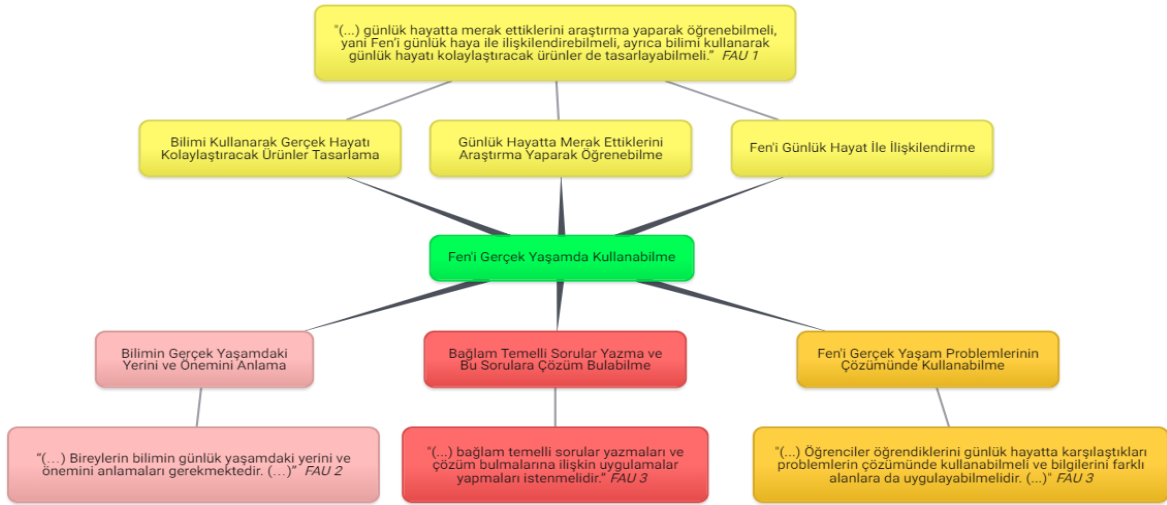 "(...) günlük hayatta merak ettiklerini araştırma yaparak öğrenebilmeli,
yani Fen'i günlük haya ile ilişkilendirebilmeli, ayrıca bilimi kullanarak
günlük hayatı kolaylaştıracak ürünler de tasarlayabilmeli." FAU 1
Bilimi Kullanarak Gerçek Hayatı
Kolaylaştıracak Ürünler Tasarlama
Günlük Hayatta Merak Ettiklerini
Araştırma Yaparak Öğrenebilme
Fen'i Günlük Hayat İle İlişkilendirme
Fen'i Gerçek Yaşamda Kullanabilme
Bilimin Gerçek Yaşamdaki
Yerini ve Önemini Anlama
Bağlam Temelli Sorular Yazma ve
Bu Sorulara Çözüm Bulabilme
Fen'i Gerçek Yaşam Problemlerinin
Çözümünde Kullanabilme
"(...) Bireylerin bilimin günlük yaşamdaki yerini ve
önemini anlamaları gerekmektedir. (...)" FAU 2
"(...) bağlam temelli sorular yazmaları ve
çözüm bulmalarına ilişkin uygulamalar
yapmaları istenmelidir." FAU 3
"(...) Öğrenciler öğrendiklerini günlük hayatta karşılaştıkları
problemlerin çözümünde kullanabilmeli ve bilgilerini farklı
alanlara da uygulayabilmelidir. (...)" FAU 3